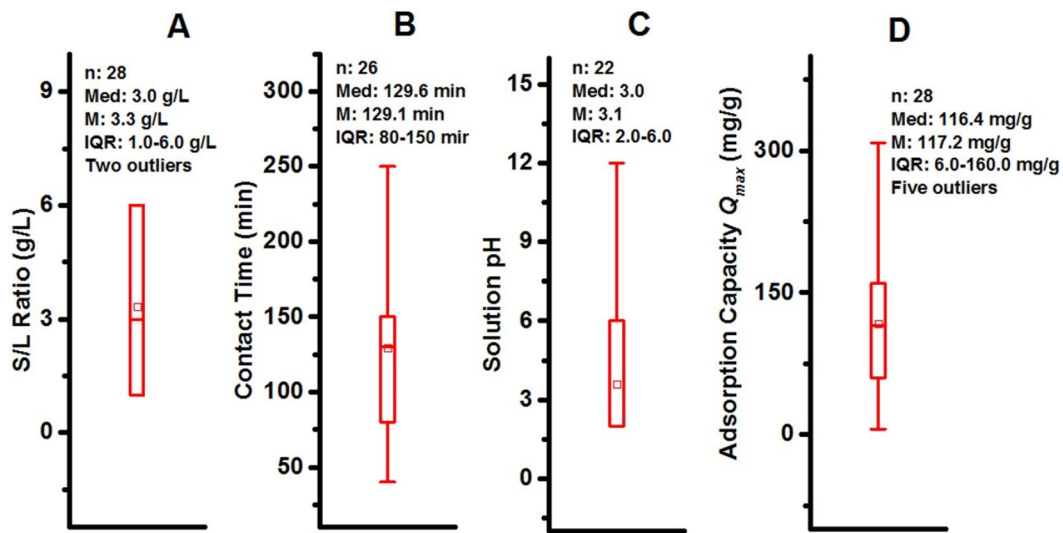 A
S/L Ratio (g/L)
9
6
3
0
n: 28
Med: 3.0 g/L
M: 3.3 g/L
IQR: 1.0-6.0 g/L
Two outliers
B
Contact Time (min)
300
250
200
150
100
50
n: 26
Med: 129.6 min
M: 129.1 min
IQR: 80-150 min
C
Solution pH
15
12
9
6
3
0
n: 22
Med: 3.0
M: 3.1
IQR: 2.0-6.0
D
Adsorption Capacity Qmax (mg/g)
300
150
0
n: 28
Med: 116.4 mg/g
M: 117.2 mg/g
IQR: 6.0-160.0 mg/g
Five outliers